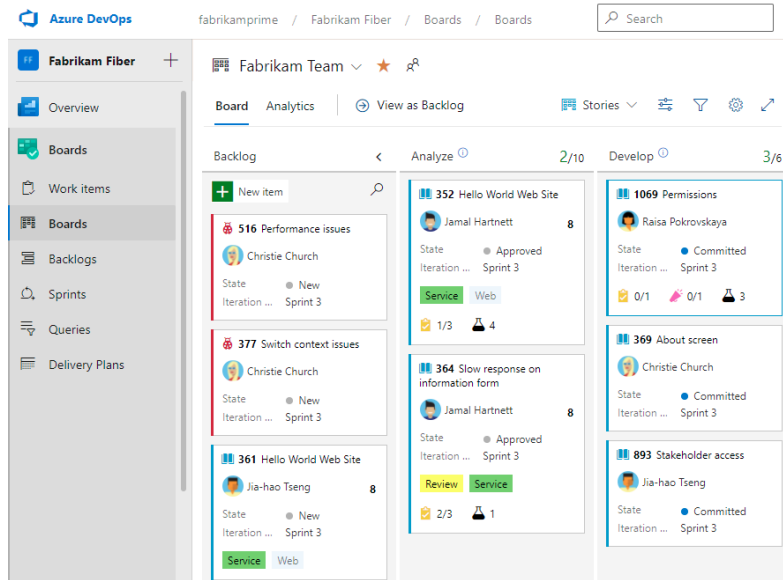 Azure DevOps
fabrikamprime / Fabrikam Fiber / Boards / Boards
Search
FF Fabrikam Fiber
Overview
Boards
Work items
Boards
Backlogs
Sprints
Queries
Delivery Plans
Fabrikam Team
Board Analytics View as Backlog Stories
Backlog
New item
516 Performance issues
Christie Church
State New
Iteration ... Sprint 3
377 Switch context issues
Christie Church
State New
Iteration ... Sprint 3
361 Hello World Web Site
Jia-hao Tseng 8
State New
Iteration ... Sprint 3
Service Web
Analyze 2/10
352 Hello World Web Site
Jamal Hartnett 8
State Approved
Iteration ... Sprint 3
Service Web
1/3 4
364 Slow response on
information form
Jamal Hartnett 8
State Approved
Iteration ... Sprint 3
Review Service
2/3 1
Develop 3/6
1069 Permissions
Raisa Pokrovskaya
State Committed
Iteration ... Sprint 3
0/1 0/1 3
369 About screen
Christie Church
State Committed
Iteration ... Sprint 3
893 Stakeholder access
Jia-hao Tseng
State Committed
Iteration ... Sprint 3